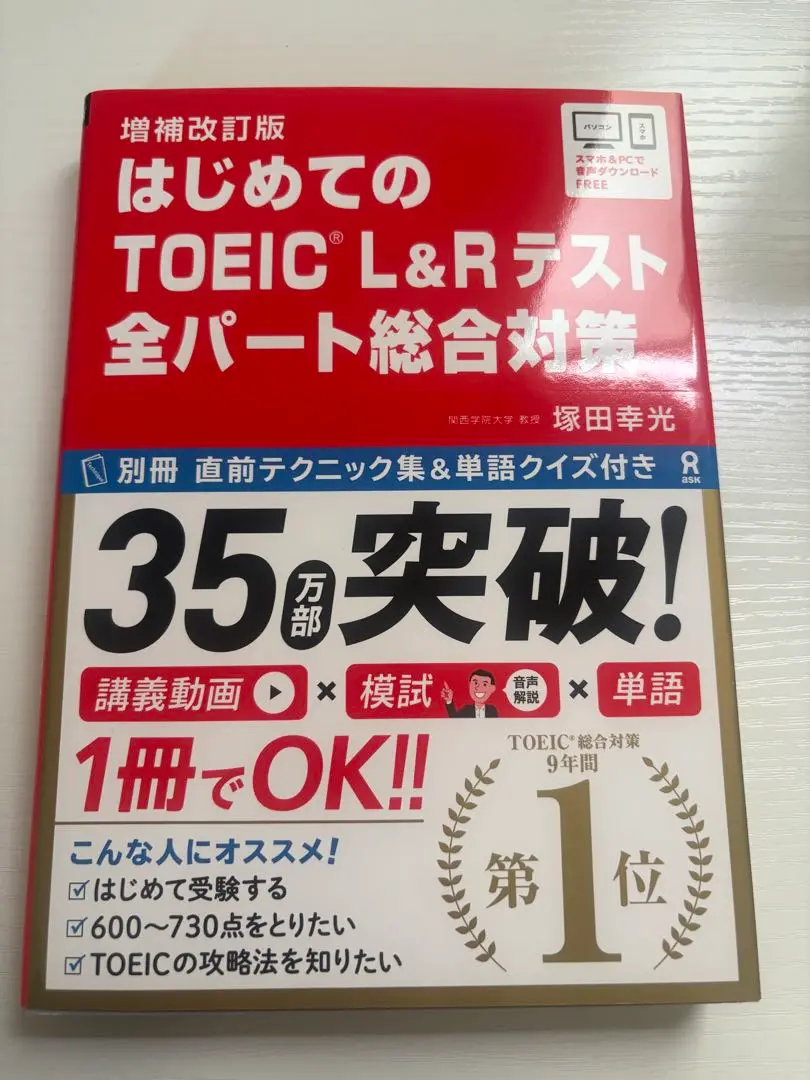 増補改訂版
はじめての
TOEIC® L&Rテスト
全パート総合対策
パソコン
スマホ
スマホ&PCで
音声ダウンロード
FREE
関西学院大学 教授 塚田幸光
別冊 直前テクニック集&単語クイズ付き
ask
35万部突破!
講義動画 × 模試 音声解説 × 単語
1冊でOK!!
TOEIC®総合対策
9年間
第1位
こんな人にオススメ!
☑はじめて受験する
☑600〜730点をとりたい
☑TOEICの攻略法を知りたい